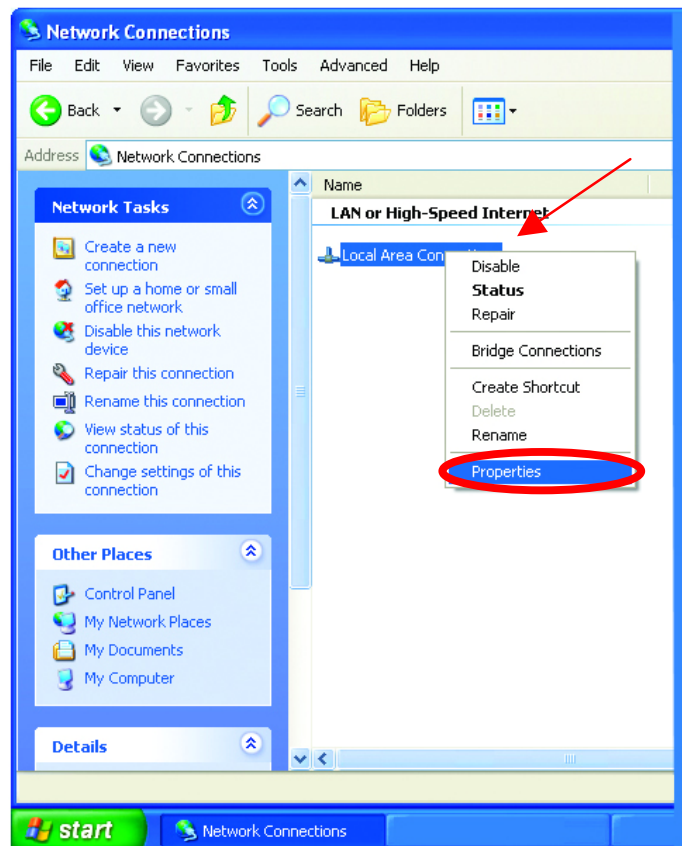 Network Connections
File Edit View Favorites Tools Advanced Help
Back Search Folders
Address Network Connections
Network Tasks
Create a new
connection
Set up a home or small
office network
Disable this network
device
Repair this connection
Rename this connection
View status of this
connection
Change settings of this
connection
Other Places
Control Panel
My Network Places
My Documents
My Computer
Details
Name
LAN or High-Speed Internet
Local Area Con
Disable
Status
Repair
Bridge Connections
Create Shortcut
Delete
Rename
Properties
start Network Connections